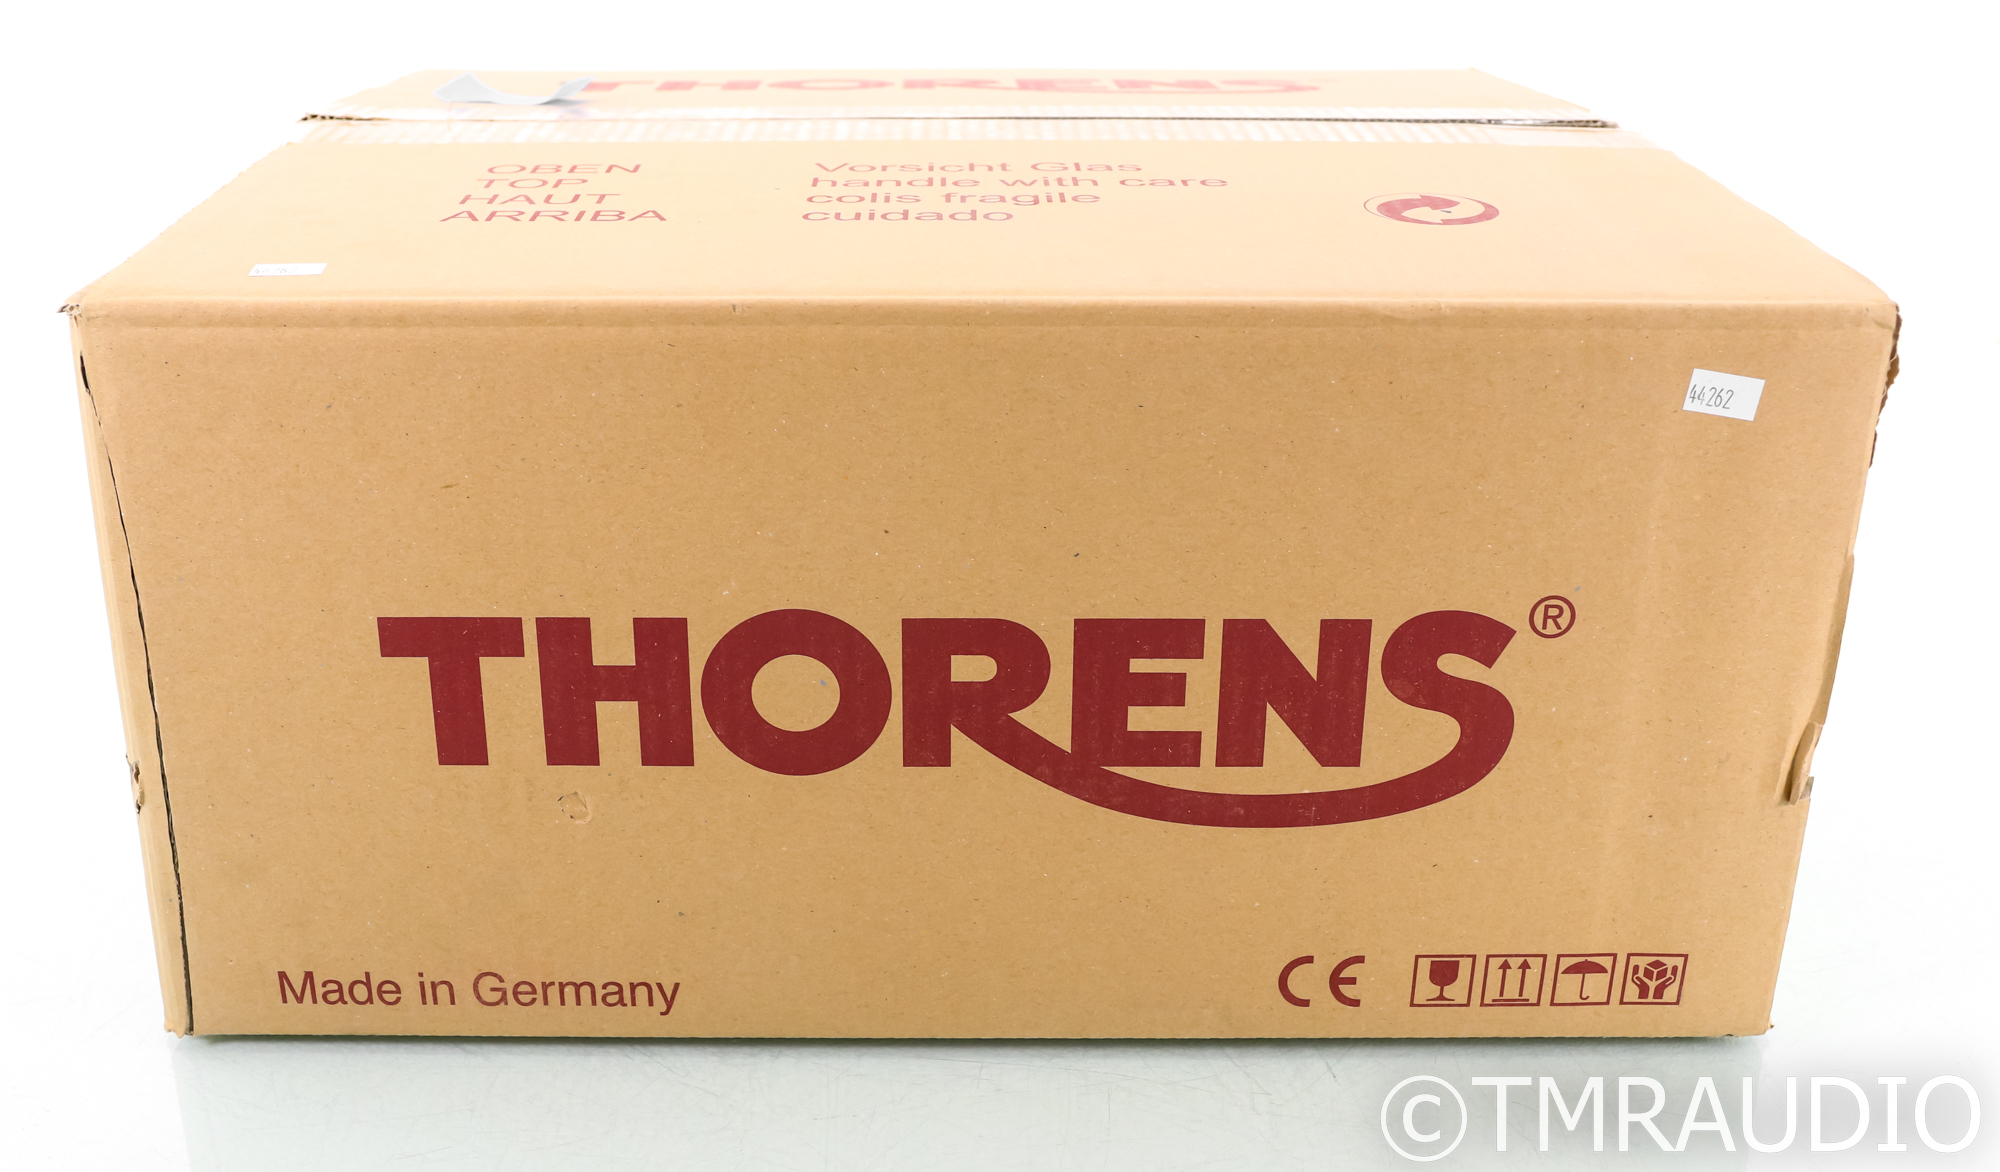 THORENS
OBEN
TOP
HAUT
ARRIBA
Vorsicht Glas
handle with care
colis fragile
cuidado
44262
THORENS®
Made in Germany
CE
©TMRAUDIO